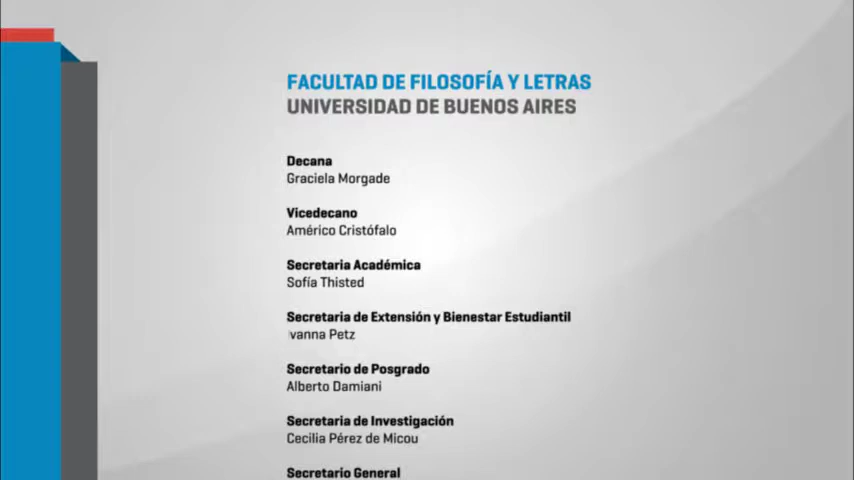 FACULTAD DE FILOSOFÍA Y LETRAS
UNIVERSIDAD DE BUENOS AIRES
Decana
Graciela Morgade
Vicedecano
Américo Cristófalo
Secretaria Académica
Sofía Thisted
Secretaria de Extensión y Bienestar Estudiantil
Ivanna Petz
Secretario de Posgrado
Alberto Damiani
Secretaria de Investigación
Cecilia Pérez de Micou
Secretario General